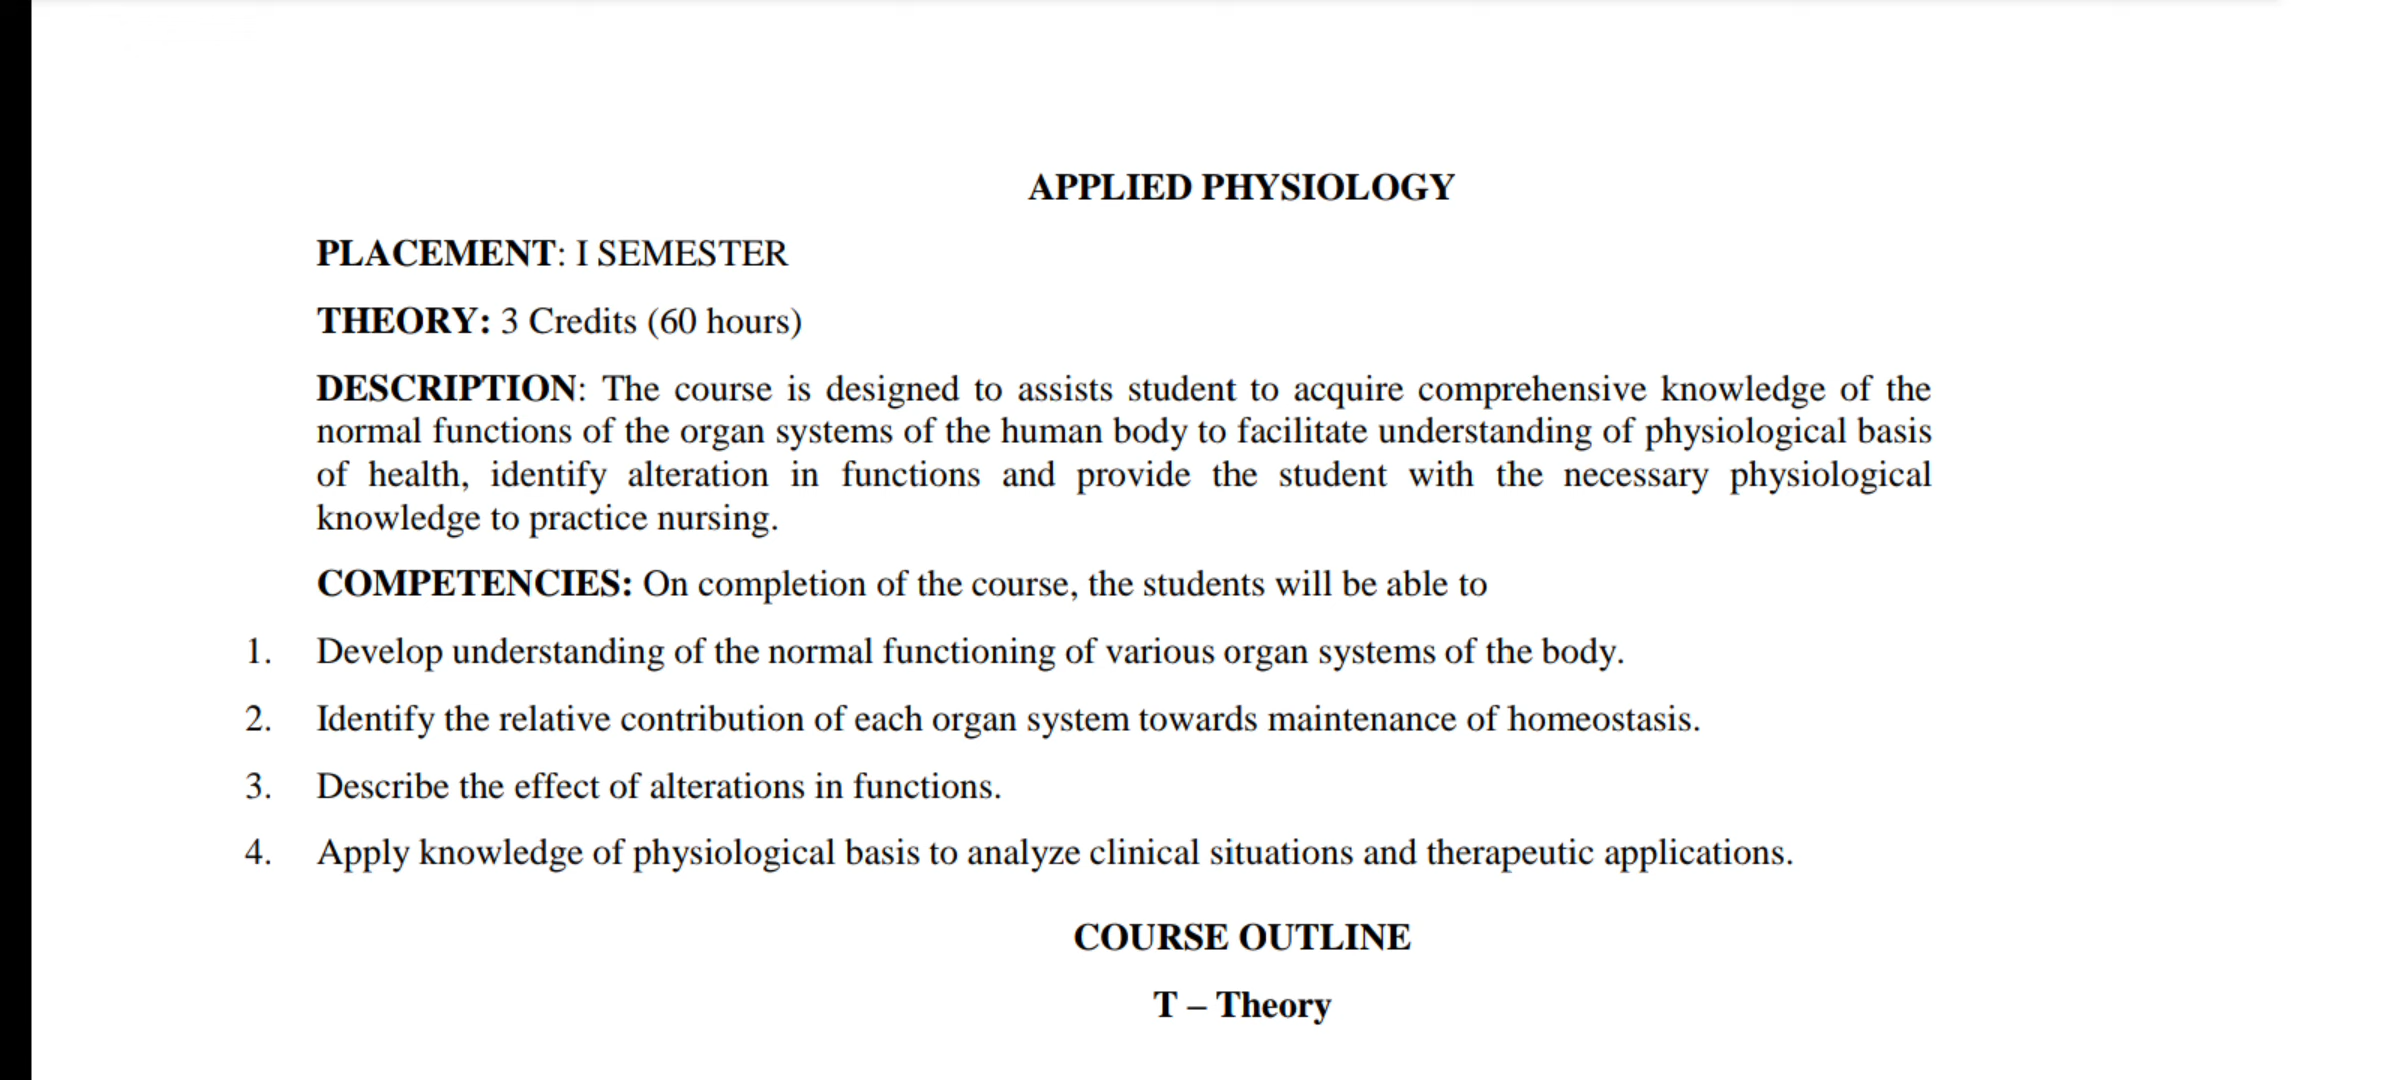 APPLIED PHYSIOLOGY
PLACEMENT: I SEMESTER
THEORY: 3 Credits (60 hours)
DESCRIPTION: The course is designed to assists student to acquire comprehensive knowledge of the
normal functions of the organ systems of the human body to facilitate understanding of physiological basis
of health, identify alteration in functions and provide the student with the necessary physiological
knowledge to practice nursing.
COMPETENCIES: On completion of the course, the students will be able to
1. Develop understanding of the normal functioning of various organ systems of the body.
2. Identify the relative contribution of each organ system towards maintenance of homeostasis.
3. Describe the effect of alterations in functions.
4. Apply knowledge of physiological basis to analyze clinical situations and therapeutic applications.
COURSE OUTLINE
T – Theory